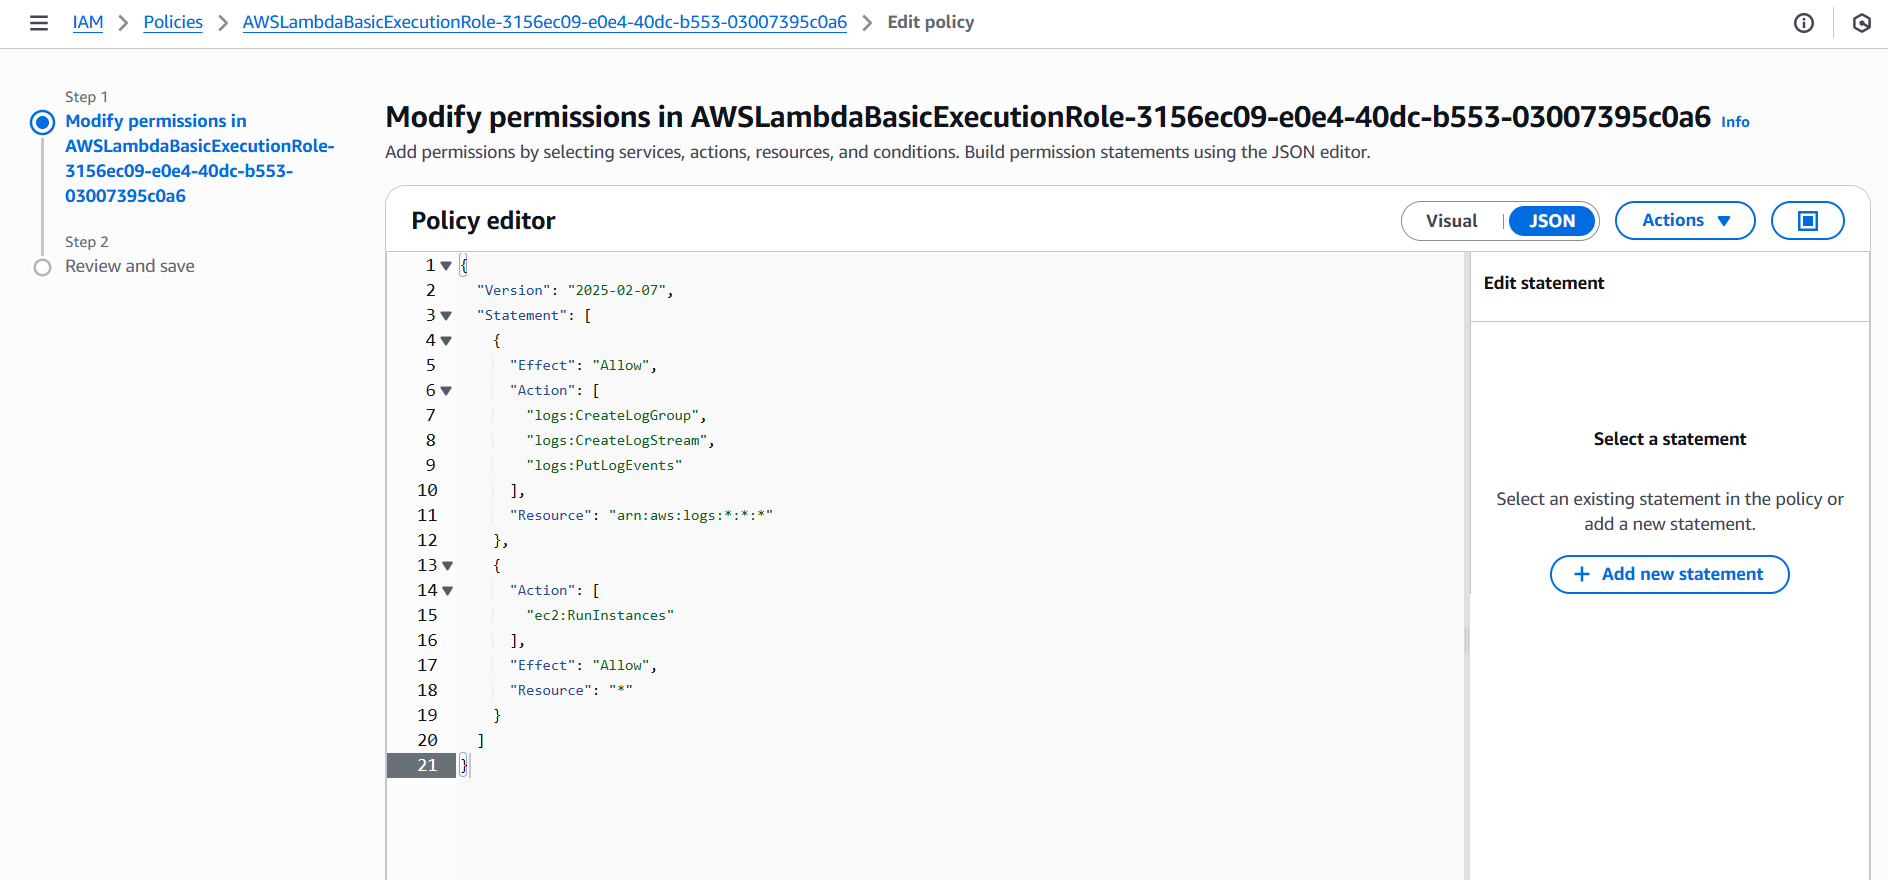 IAM > Policies > AWSLambdaBasicExecutionRole-3156ec09-e0e4-40dc-b553-03007395c0a6 > Edit policy
Step 1
Modify permissions in
AWSLambdaBasicExecutionRole-
3156ec09-e0e4-40dc-b553-
03007395c0a6
Step 2
Review and save
Modify permissions in AWSLambdaBasicExecutionRole-3156ec09-e0e4-40dc-b553-03007395c0a6 Info
Add permissions by selecting services, actions, resources, and conditions. Build permission statements using the JSON editor.
Policy editor
Visual | JSON
Actions
1 {
2   "Version": "2025-02-07",
3   "Statement": [
4     {
5       "Effect": "Allow",
6       "Action": [
7         "logs:CreateLogGroup",
8         "logs:CreateLogStream",
9         "logs:PutLogEvents"
10       ],
11       "Resource": "arn:aws:logs:*:*:*"
12     },
13     {
14       "Action": [
15         "ec2:RunInstances"
16       ],
17       "Effect": "Allow",
18       "Resource": "*"
19     }
20   ]
21 }
Edit statement
Select a statement
Select an existing statement in the policy or
add a new statement.
+ Add new statement